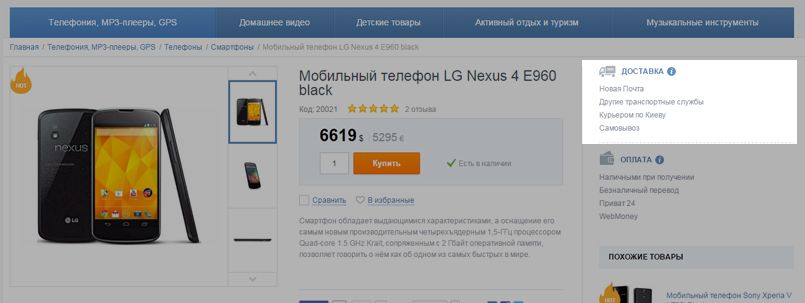 Телефония, MP3-плееры, GPS
Домашнее видео
Детские товары
Активный отдых и туризм
Музыкальные инструменты
Главная / Телефония, MP3-плееры, GPS / Телефоны / Смартфоны / Мобильный телефон LG Nexus 4 E960 black
HOT
nexus
LG
Мобильный телефон LG Nexus 4 E960
black
Код: 20021 2 отзыва
6619 $ 5295 €
1 Купить Есть в наличии
Сравнить В избранные
Смартфон обладает выдающимися характеристиками, а оснащение его
самым новым производительным четырехъядерным 1,5-ГГц процессором
Quad-core 1.5 GHz Krait, сопряженным с 2 Гбайт оперативной памяти,
позволяет говорить о нём как об одном из самых быстрых в мире.
ДОСТАВКА
Новая Почта
Другие транспортные службы
Курьером по Киеву
Самовывоз
ОПЛАТА
Наличными при получении
Безналичный перевод
Приват 24
WebMoney
ПОХОЖИЕ ТОВАРЫ
Мобильный телефон Sony Xperia V